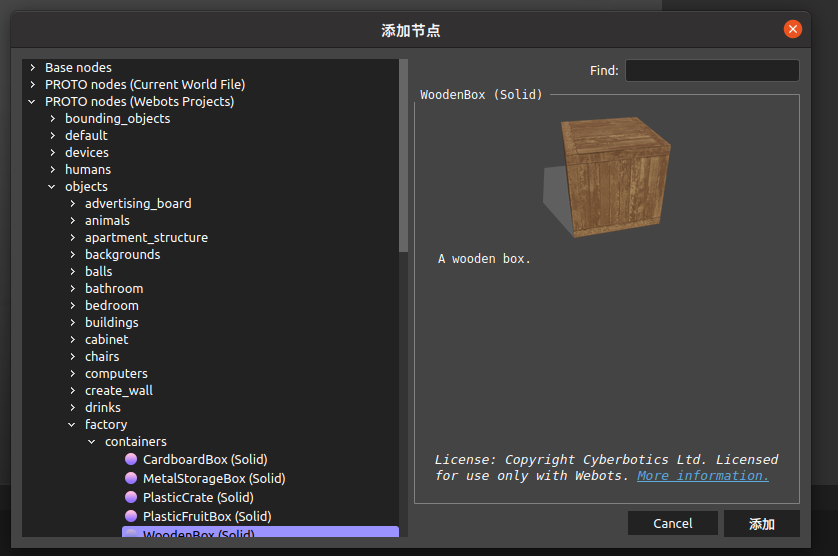 添加节点
Base nodes
PROTO nodes (Current World File)
PROTO nodes (Webots Projects)
bounding_objects
default
devices
humans
objects
advertising_board
animals
apartment_structure
backgrounds
balls
bathroom
bedroom
buildings
cabinet
chairs
computers
create_wall
drinks
factory
containers
CardboardBox (Solid)
MetalStorageBox (Solid)
PlasticCrate (Solid)
PlasticFruitBox (Solid)
WoodenBox (Solid)
Find:
WoodenBox (Solid)
A wooden box.
License: Copyright Cyberbotics Ltd. Licensed
for use only with Webots. More information.
Cancel
添加